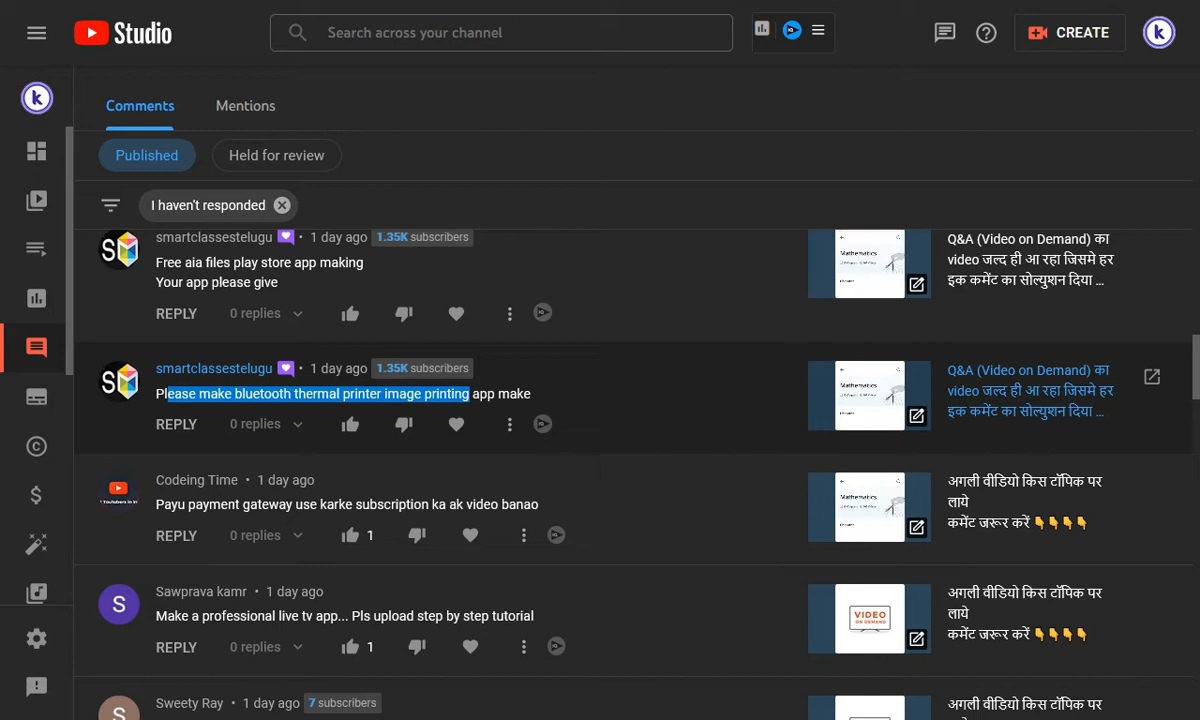 Studio
Search across your channel
CREATE
k
k
Comments
Mentions
Published
Held for review
I haven't responded
smartclassestelugu • 1 day ago 1.35K subscribers
Free aia files play store app making
Your app please give
REPLY 0 replies
Mathematics
Q&A (Video on Demand) का
video जल्द ही आ रहा जिसमे हर
इक कमेंट का सोल्युशन दिया ...
smartclassestelugu • 1 day ago 1.35K subscribers
Please make bluetooth thermal printer image printing app make
REPLY 0 replies
Mathematics
Q&A (Video on Demand) का
video जल्द ही आ रहा जिसमे हर
इक कमेंट का सोल्युशन दिया ...
Codeing Time • 1 day ago
Payu payment gateway use karke subscription ka ak video banao
REPLY 0 replies 1
Mathematics
अगली वीडियो किस टॉपिक पर
लाये
कमेंट जरूर करें 👇👇👇👇
S
Sawprava kamr • 1 day ago
Make a professional live tv app... Pls upload step by step tutorial
REPLY 0 replies 1
VIDEO
ON DEMAND
अगली वीडियो किस टॉपिक पर
लाये
कमेंट जरूर करें 👇👇👇👇
S
Sweety Ray • 1 day ago 7 subscribers
अगली वीडियो किस टॉपिक पर
लाये